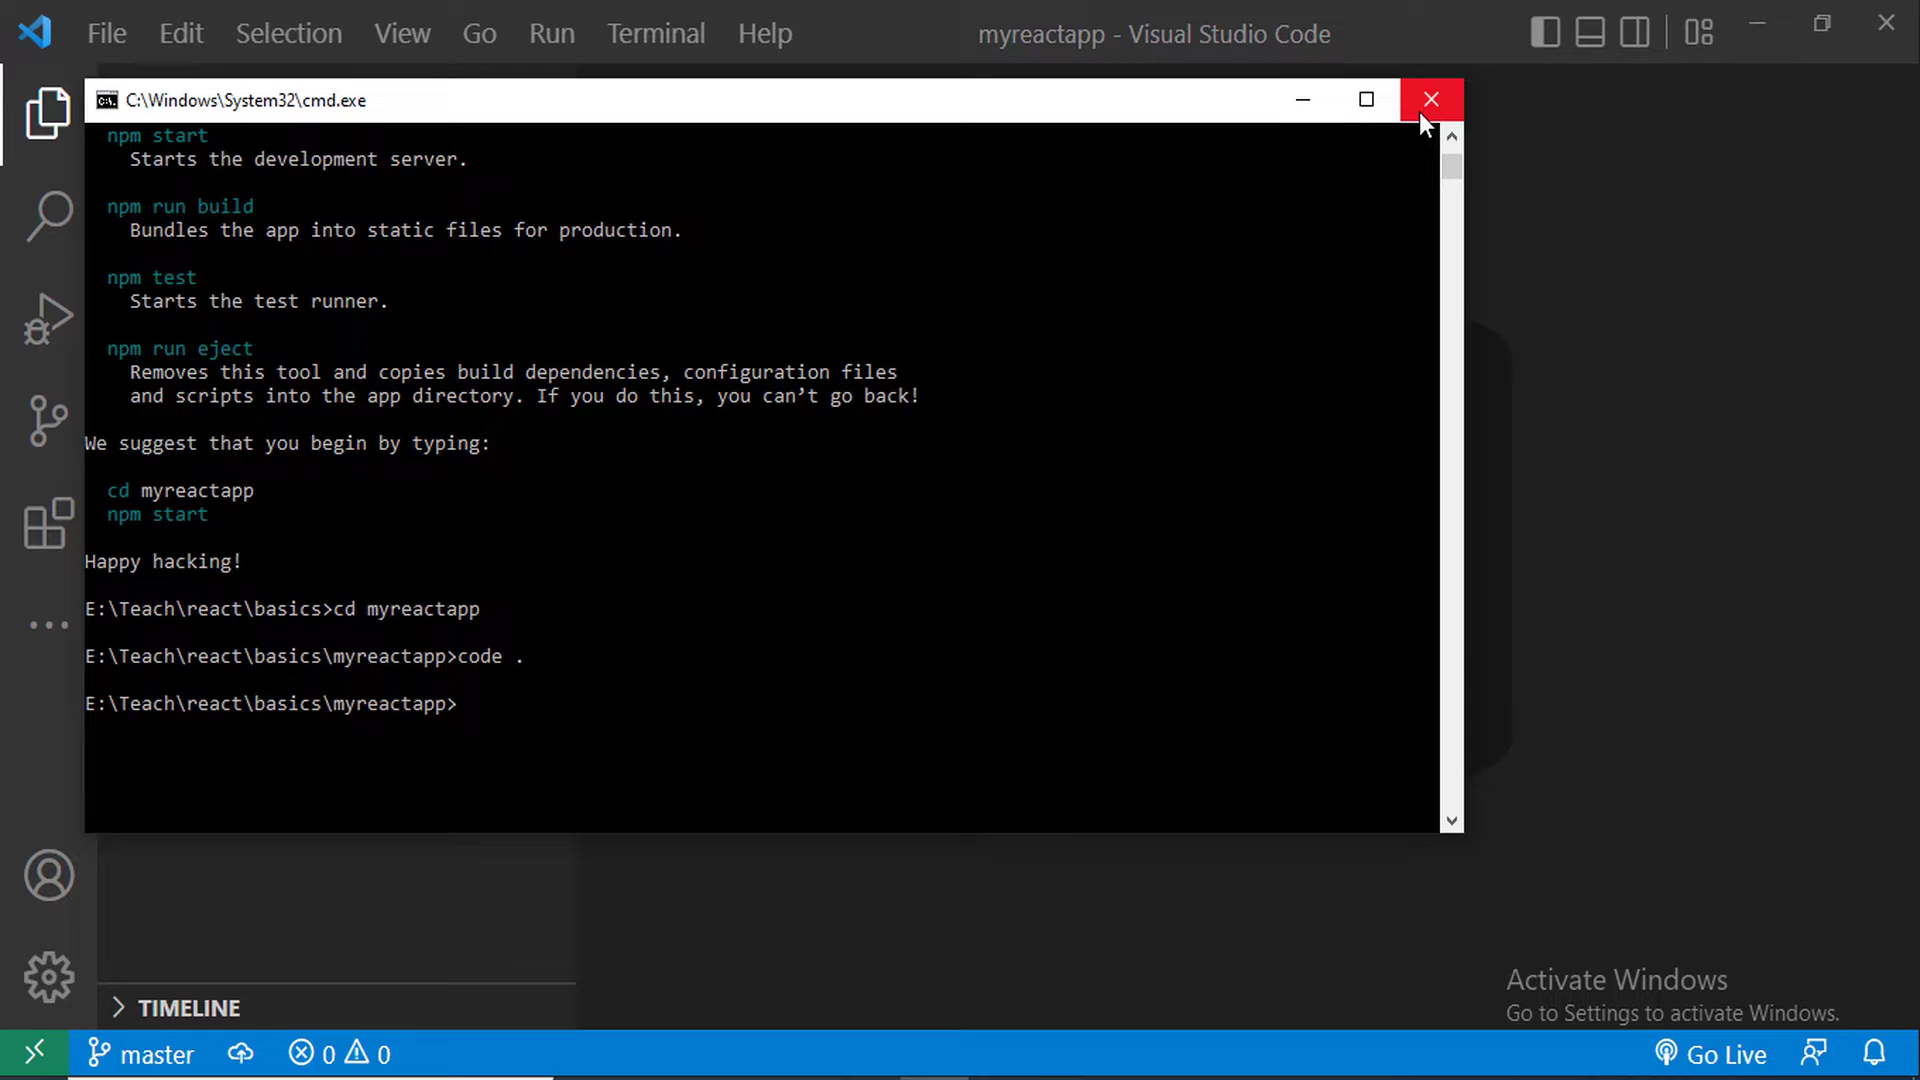 File Edit Selection View Go Run Terminal Help myreactapp - Visual Studio Code
C:\Windows\System32\cmd.exe
npm start
Starts the development server.
npm run build
Bundles the app into static files for production.
npm test
Starts the test runner.
npm run eject
Removes this tool and copies build dependencies, configuration files
and scripts into the app directory. If you do this, you can’t go back!
We suggest that you begin by typing:
cd myreactapp
npm start
Happy hacking!
E:\Teach\react\basics>cd myreactapp
E:\Teach\react\basics\myreactapp>code .
E:\Teach\react\basics\myreactapp>
Activate Windows
Go to Settings to activate Windows.
TIMELINE
master 0 0 Go Live